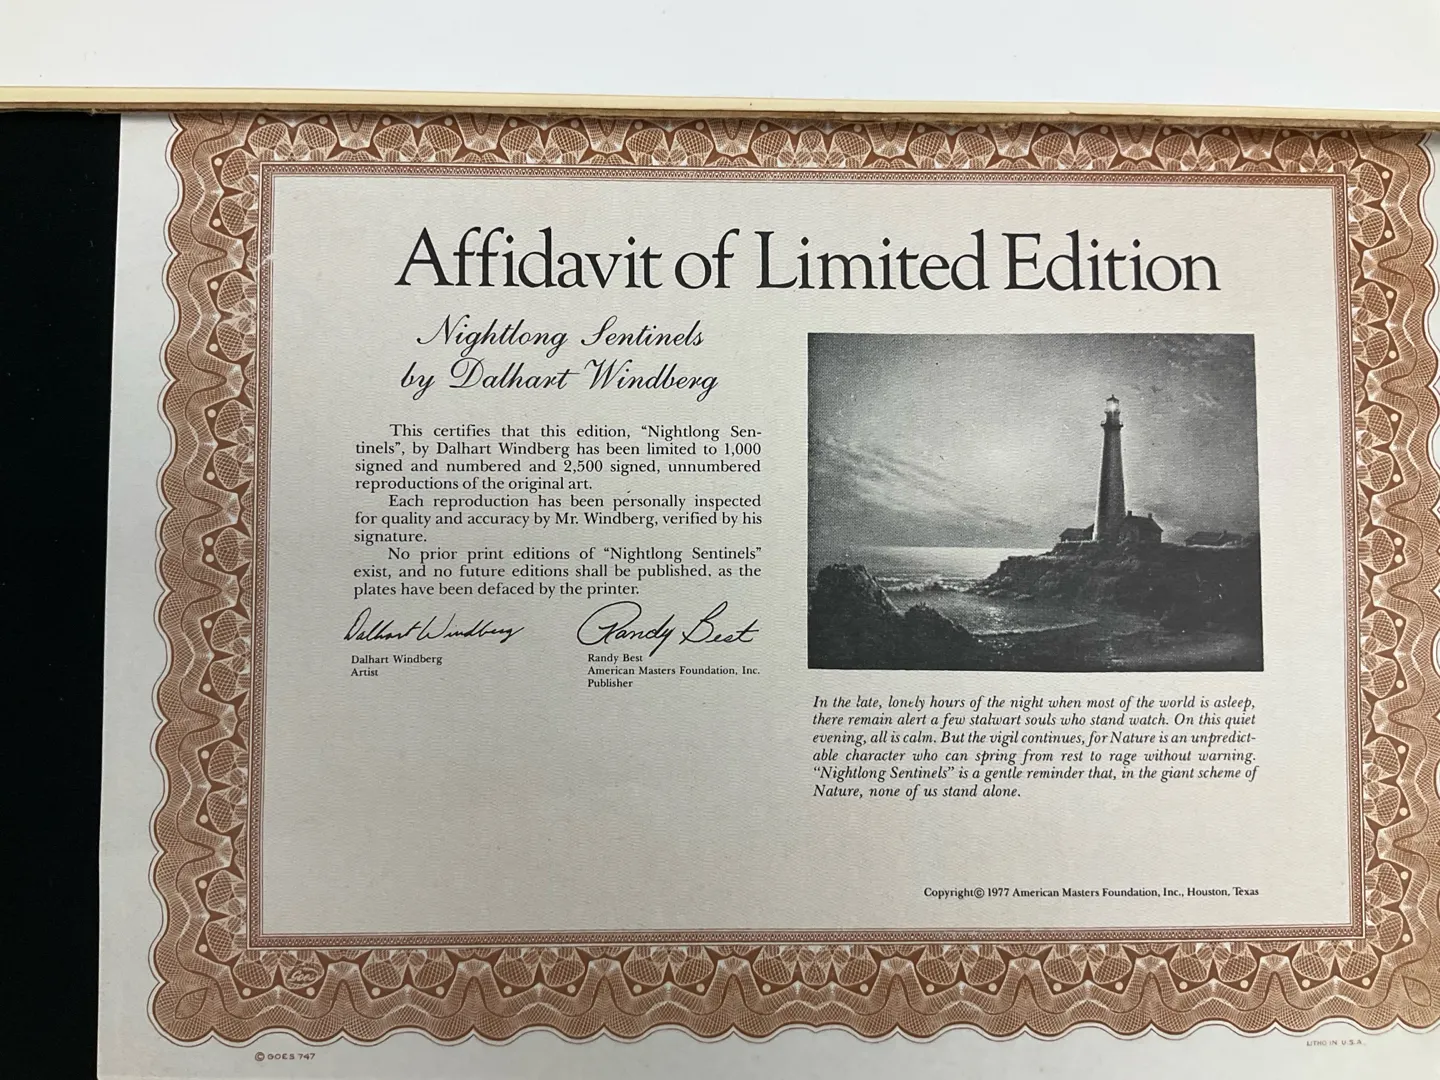 Affidavit of Limited Edition
Nightlong Sentinels
by Dalhart Windberg
This certifies that this edition, “Nightlong Sen-
tinels”, by Dalhart Windberg has been limited to 1,000
signed and numbered and 2,500 signed, unnumbered
reproductions of the original art.
Each reproduction has been personally inspected
for quality and accuracy by Mr. Windberg, verified by his
signature.
No prior print editions of “Nightlong Sentinels”
exist, and no future editions shall be published, as the
plates have been defaced by the printer.
Dalhart Windberg
Dalhart Windberg
Artist
Randy Best
Randy Best
American Masters Foundation, Inc.
Publisher
In the late, lonely hours of the night when most of the world is asleep,
there remain alert a few stalwart souls who stand watch. On this quiet
evening, all is calm. But the vigil continues, for Nature is an unpredict-
able character who can spring from rest to rage without warning.
“Nightlong Sentinels” is a gentle reminder that, in the giant scheme of
Nature, none of us stand alone.
Copyright© 1977 American Masters Foundation, Inc., Houston, Texas
Goes
© GOES 747
LITHO IN U.S.A.